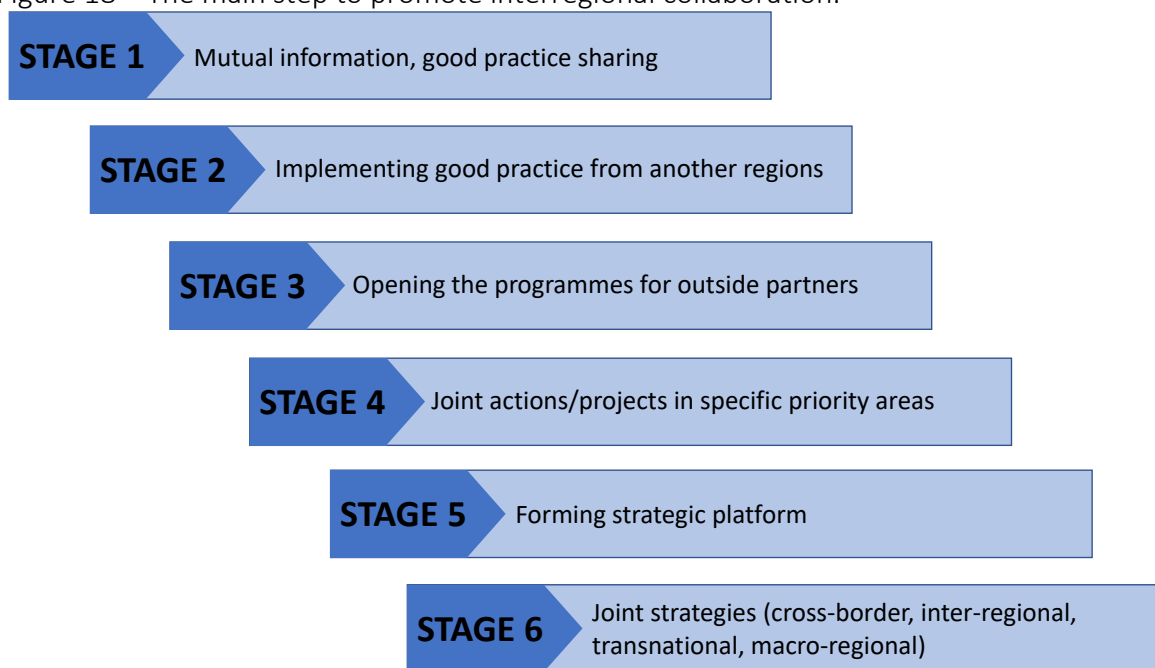 Figure 18 – The main step to promote interregional collaboration.
STAGE 1 Mutual information, good practice sharing
STAGE 2 Implementing good practice from another regions
STAGE 3 Opening the programmes for outside partners
STAGE 4 Joint actions/projects in specific priority areas
STAGE 5 Forming strategic platform
STAGE 6 Joint strategies (cross-border, inter-regional,
transnational, macro-regional)